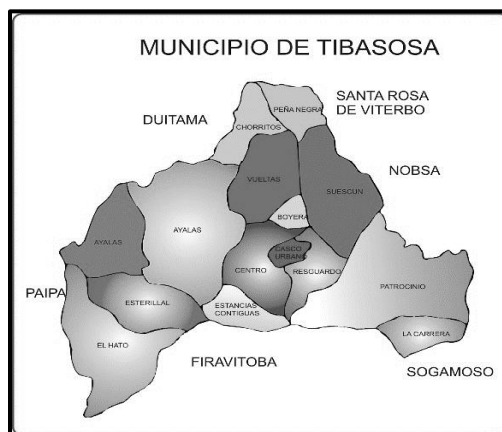 MUNICIPIO DE TIBASOSA
SANTA ROSA
DE VITERBO
DUITAMA
PEÑA NEGRA
CHORRITOS
NOBSA
VUELTAS
SUESCUN
BOYERA
AYALAS
AYALAS
CASCO
URBANO
CENTRO
RESGUARDO
PATROCINIO
PAIPA
ESTERILLAL
ESTANCIAS
CONTIGUAS
LA CARRERA
EL HATO
FIRAVITOBA
SOGAMOSO